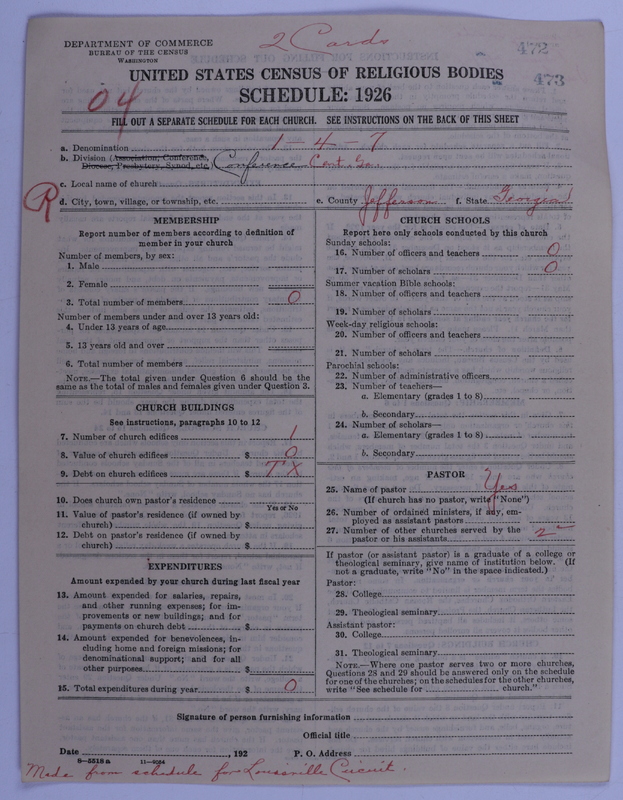 DEPARTMENT OF COMMERCE
BUREAU OF THE CENSUS
WASHINGTON
2 Cards
472
473
UNITED STATES CENSUS OF RELIGIOUS BODIES
SCHEDULE: 1926
04
FILL OUT A SEPARATE SCHEDULE FOR EACH CHURCH. SEE INSTRUCTIONS ON THE BACK OF THIS SHEET
a. Denomination 1-4-7
b. Division (Association, Conference, Diocese, Presbytery, Synod, etc.) Conference Cent. Ga.
c. Local name of church
R
d. City, town, village, or township, etc. e. County Jefferson f. State Georgia
MEMBERSHIP
Report number of members according to definition of
member in your church
Number of members, by sex:
1. Male
2. Female
3. Total number of members 0
Number of members under and over 13 years old:
4. Under 13 years of age
5. 13 years old and over
6. Total number of members
NOTE.—The total given under Question 6 should be the
same as the total of males and females given under Question 3.
CHURCH BUILDINGS
See instructions, paragraphs 10 to 12
7. Number of church edifices 1
8. Value of church edifices $ 0
9. Debt on church edifices $ TX
10. Does church own pastor's residence
Yes or No
11. Value of pastor's residence (if owned by
church) $
12. Debt on pastor's residence (if owned by
church) $
EXPENDITURES
Amount expended by your church during last fiscal year
13. Amount expended for salaries, repairs,
and other running expenses; for im-
provements or new buildings; and for
payments on church debt $
14. Amount expended for benevolences, in-
cluding home and foreign missions; for
denominational support; and for all
other purposes $
15. Total expenditures during year $ 0
CHURCH SCHOOLS
Report here only schools conducted by this church
Sunday schools:
16. Number of officers and teachers 0
17. Number of scholars 0
Summer vacation Bible schools:
18. Number of officers and teachers
19. Number of scholars
Week-day religious schools:
20. Number of officers and teachers
21. Number of scholars
Parochial schools:
22. Number of administrative officers
23. Number of teachers—
a. Elementary (grades 1 to 8)
b. Secondary
24. Number of scholars—
a. Elementary (grades 1 to 8)
b. Secondary
PASTOR
25. Name of pastor Yes
(If church has no pastor, write "None")
26. Number of ordained ministers, if any, em-
ployed as assistant pastors
27. Number of other churches served by the
pastor or his assistants 2
If pastor (or assistant pastor) is a graduate of a college or
theological seminary, give name of institution below. (If
not a graduate, write "No" in the space indicated.)
Pastor:
28. College
29. Theological seminary
Assistant pastor:
30. College
31. Theological seminary
NOTE.—Where one pastor serves two or more churches,
Questions 28 and 29 should be answered only on the schedule
for one of the churches; on the schedules for the other churches,
write "See schedule for church."
Signature of person furnishing information
Official title
Date , 192 P. O. Address
8—5518a 11—9064
Made from schedule for Louisville Circuit.